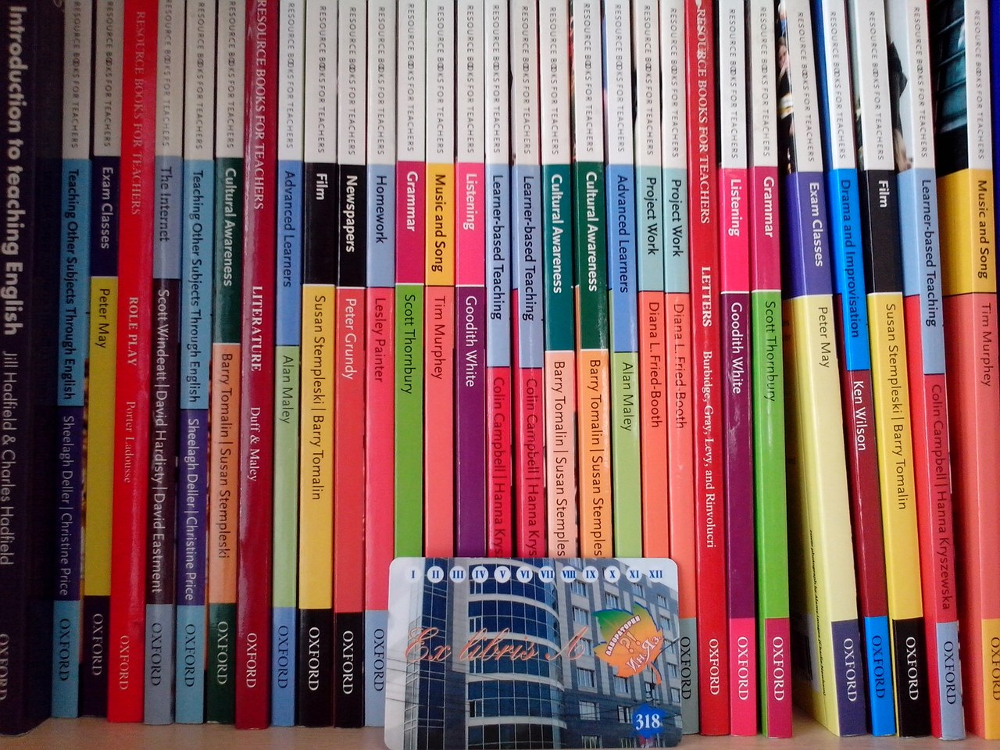 Introduction to teaching English Jill Hadfield & Charles Hadfield OXFORD
RESOURCE BOOKS FOR TEACHERS Teaching Other Subjects Through English Sheelagh Deller | Christine Price OXFORD
RESOURCE BOOKS FOR TEACHERS Exam Classes Peter May OXFORD
RESOURCE BOOKS FOR TEACHERS ROLE PLAY Porter Ladousse OXFORD
RESOURCE BOOKS FOR TEACHERS The Internet Scott Windeatt | David Hardisty | David Eastment OXFORD
RESOURCE BOOKS FOR TEACHERS Teaching Other Subjects Through English Sheelagh Deller | Christine Price OXFORD
RESOURCE BOOKS FOR TEACHERS Cultural Awareness Barry Tomalin | Susan Stempleski OXFORD
RESOURCE BOOKS FOR TEACHERS LITERATURE Duff & Maley OXFORD
RESOURCE BOOKS FOR TEACHERS Advanced Learners Alan Maley OXFORD
RESOURCE BOOKS FOR TEACHERS Film Susan Stempleski | Barry Tomalin OXFORD
RESOURCE BOOKS FOR TEACHERS Newspapers Peter Grundy OXFORD
RESOURCE BOOKS FOR TEACHERS Homework Lesley Painter OXFORD
RESOURCE BOOKS FOR TEACHERS Grammar Scott Thornbury
RESOURCE BOOKS FOR TEACHERS Music and Song Tim Murphey
RESOURCE BOOKS FOR TEACHERS Listening Goodith White
RESOURCE BOOKS FOR TEACHERS Learner-based Teaching Colin Campbell | Hanna Krys
RESOURCE BOOKS FOR TEACHERS Learner-based Teaching Colin Campbell | Hanna Krys
RESOURCE BOOKS FOR TEACHERS Cultural Awareness Barry Tomalin | Susan Stemples
RESOURCE BOOKS FOR TEACHERS Cultural Awareness Barry Tomalin | Susan Stemples
RESOURCE BOOKS FOR TEACHERS Advanced Learners Alan Maley
RESOURCE BOOKS FOR TEACHERS Project Work Diana L. Fried-Booth
RESOURCE BOOKS FOR TEACHERS Project Work Diana L. Fried-Booth OXFORD
RESOURCE BOOKS FOR TEACHERS LETTERS Burbidge, Gray, Levy, and Rinvolucri OXFORD
RESOURCE BOOKS FOR TEACHERS Listening Goodith White OXFORD
RESOURCE BOOKS FOR TEACHERS Grammar Scott Thornbury OXFORD
RESOURCE BOOKS FOR TEACHERS Exam Classes Peter May OXFORD
RESOURCE BOOKS FOR TEACHERS Drama and Improvisation Ken Wilson OXFORD
RESOURCE BOOKS FOR TEACHERS Film Susan Stempleski | Barry Tomalin OXFORD
RESOURCE BOOKS FOR TEACHERS Learner-based Teaching Colin Campbell | Hanna Kryszewska OXFORD
RESOURCE BOOKS FOR TEACHERS Music and Song Tim Murphey OXFORD
I II III IV V VI VII VIII IX X XI XII
Ex libris Л
ЛАБОРАТОРИЯ
?!
ИнЯз
318